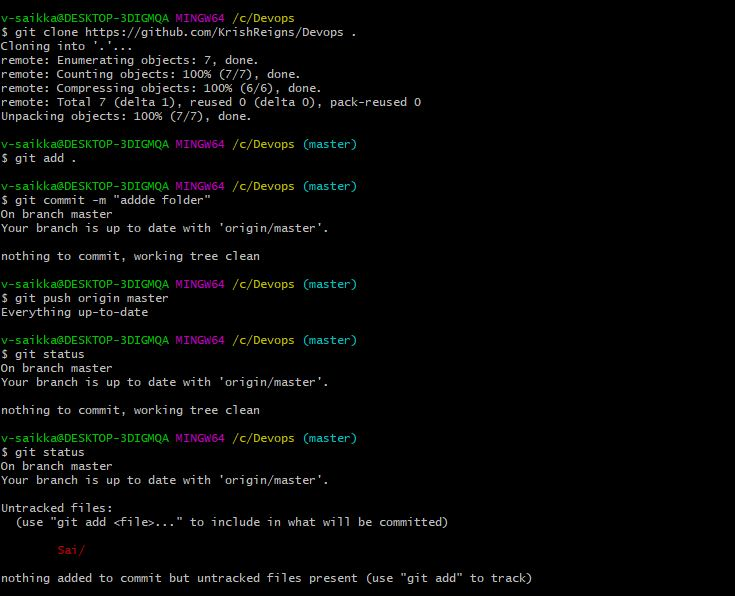 v-saikka@DESKTOP-3DIGMQA MINGW64 /c/Devops
$ git clone https://github.com/KrishReigns/Devops .
Cloning into '.'...
remote: Enumerating objects: 7, done.
remote: Counting objects: 100% (7/7), done.
remote: Compressing objects: 100% (6/6), done.
remote: Total 7 (delta 1), reused 0 (delta 0), pack-reused 0
Unpacking objects: 100% (7/7), done.
v-saikka@DESKTOP-3DIGMQA MINGW64 /c/Devops (master)
$ git add .
v-saikka@DESKTOP-3DIGMQA MINGW64 /c/Devops (master)
$ git commit -m "addde folder"
On branch master
Your branch is up to date with 'origin/master'.
nothing to commit, working tree clean
v-saikka@DESKTOP-3DIGMQA MINGW64 /c/Devops (master)
$ git push origin master
Everything up-to-date
v-saikka@DESKTOP-3DIGMQA MINGW64 /c/Devops (master)
$ git status
On branch master
Your branch is up to date with 'origin/master'.
nothing to commit, working tree clean
v-saikka@DESKTOP-3DIGMQA MINGW64 /c/Devops (master)
$ git status
On branch master
Your branch is up to date with 'origin/master'.
Untracked files:
(use "git add <file>..." to include in what will be committed)
Sai/
nothing added to commit but untracked files present (use "git add" to track)